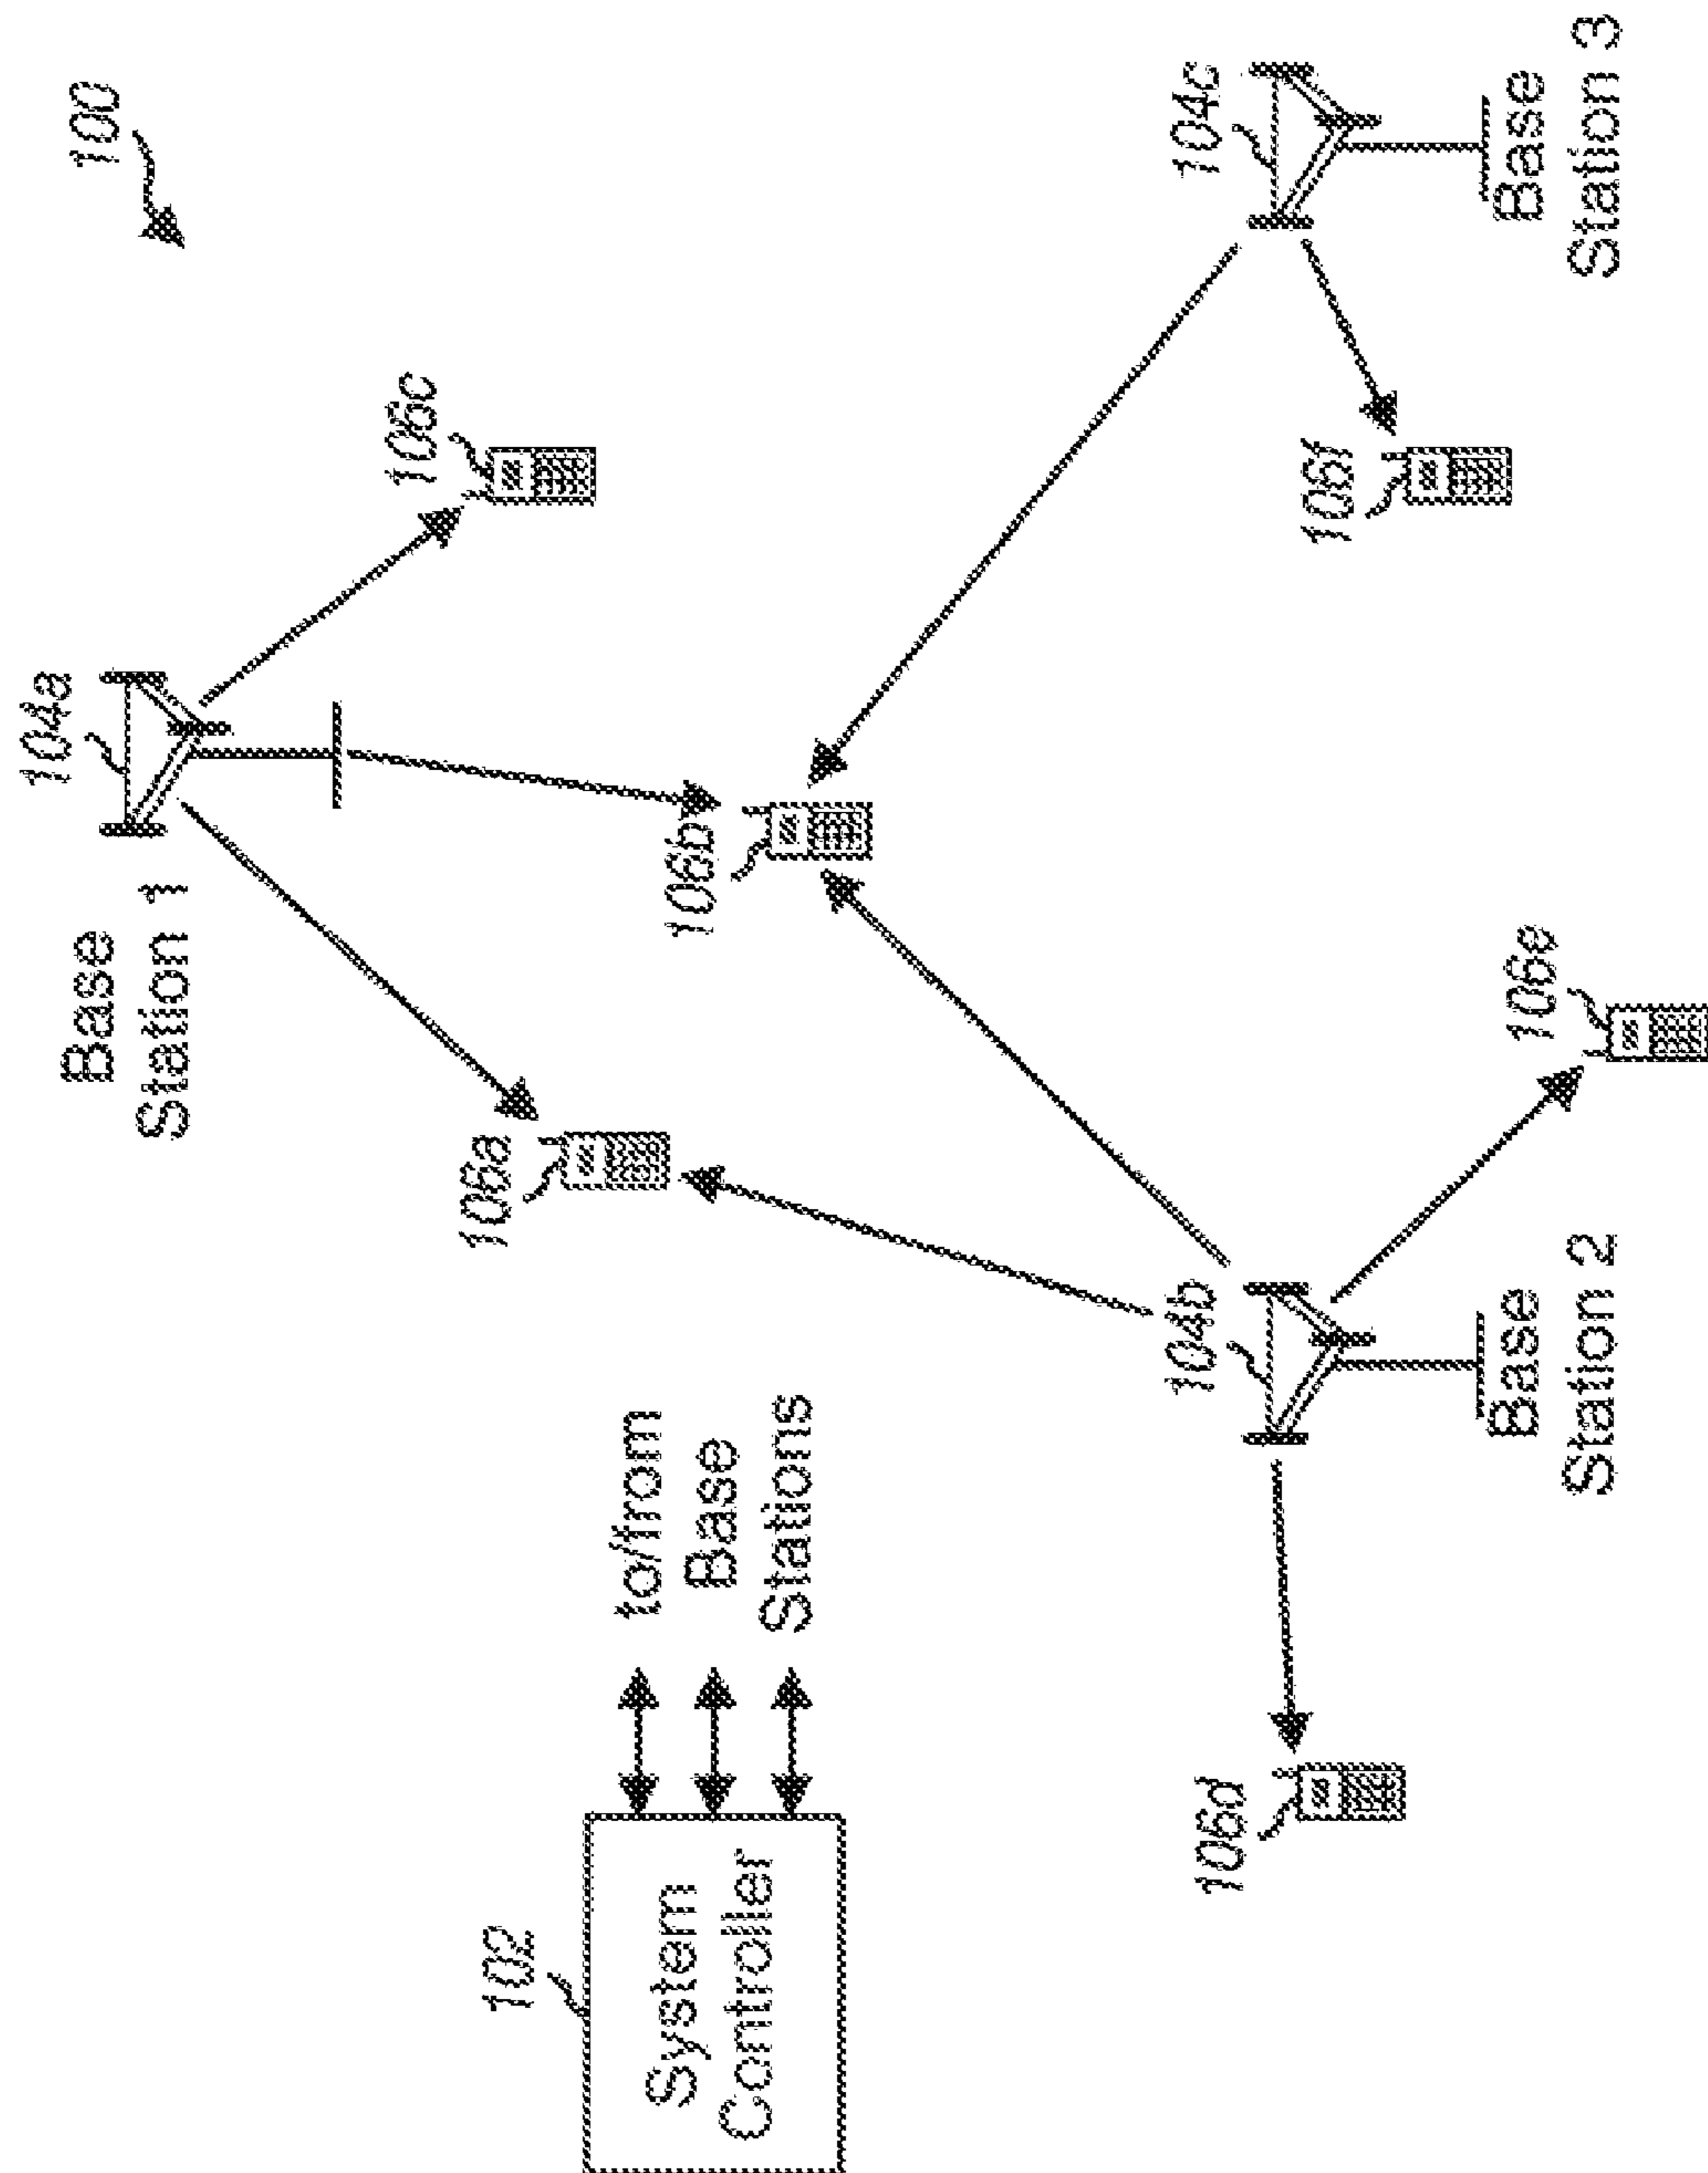 100
104a
Base
Station 1
106c
106a
106b
102
System
Controller
to/from
Base
Stations
104b
104c
106d
106f
106e
Base
Station 2
Base
Station 3